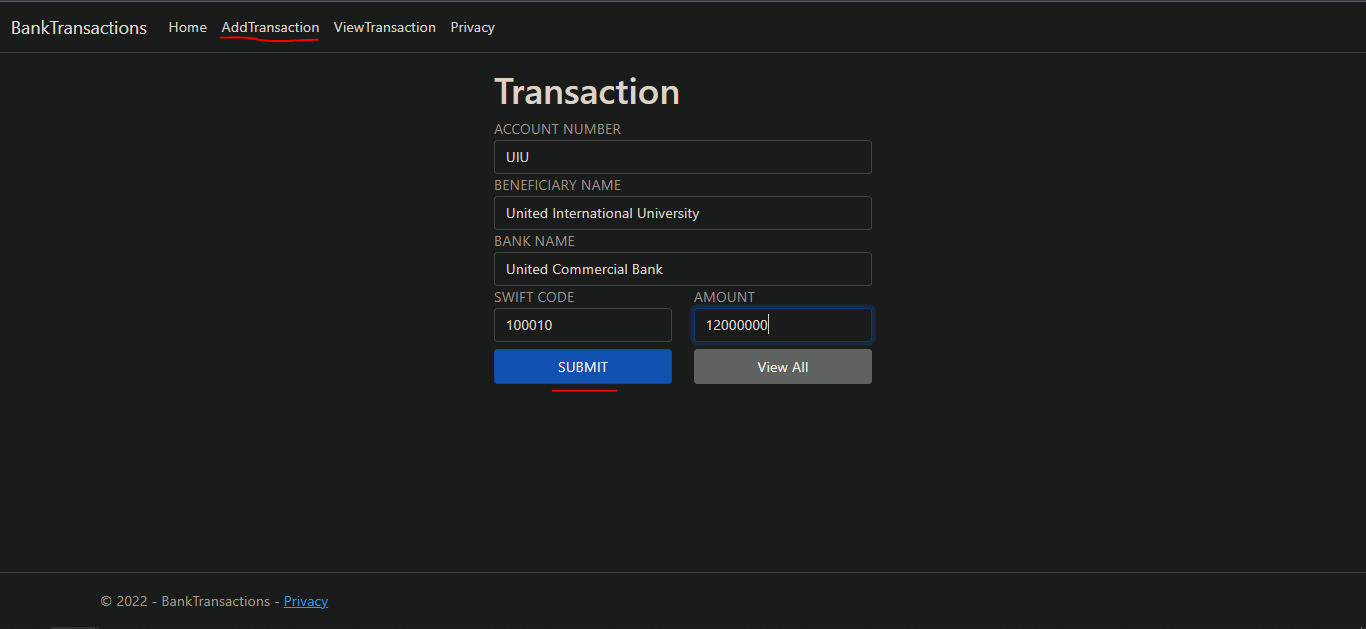 BankTransactions Home AddTransaction ViewTransaction Privacy
Transaction
ACCOUNT NUMBER
UIU
BENEFICIARY NAME
United International University
BANK NAME
United Commercial Bank
SWIFT CODE AMOUNT
100010 12000000
SUBMIT View All
© 2022 - BankTransactions - Privacy